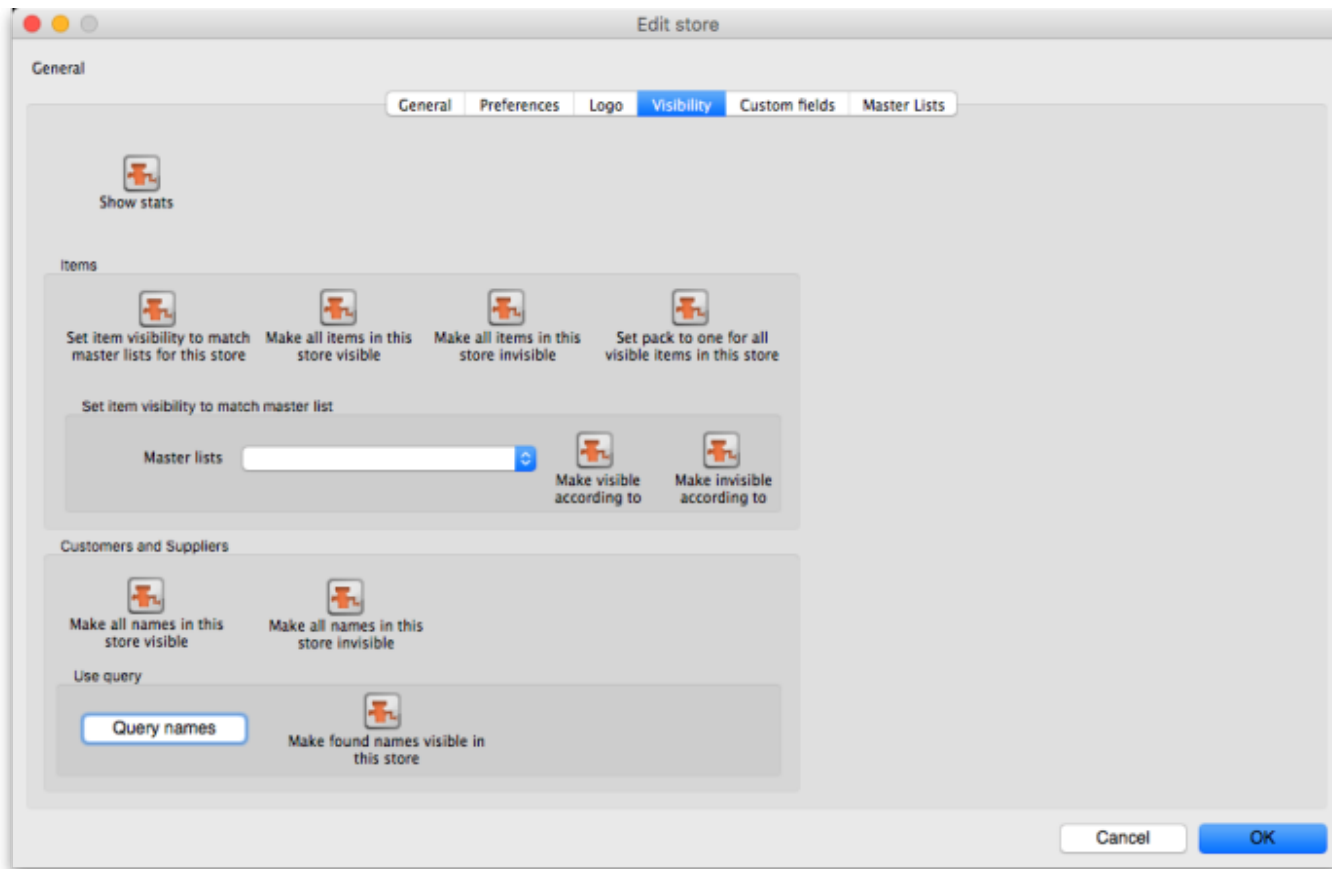 Edit store
General
General Preferences Logo Visibility Custom fields Master Lists
Show stats
Items
Set item visibility to match
master lists for this store
Make all items in this
store visible
Make all items in this
store invisible
Set pack to one for all
visible items in this store
Set item visibility to match master list
Master lists
Make visible
according to
Make invisible
according to
Customers and Suppliers
Make all names in this
store visible
Make all names in this
store invisible
Use query
Query names
Make found names visible in
this store
Cancel
OK